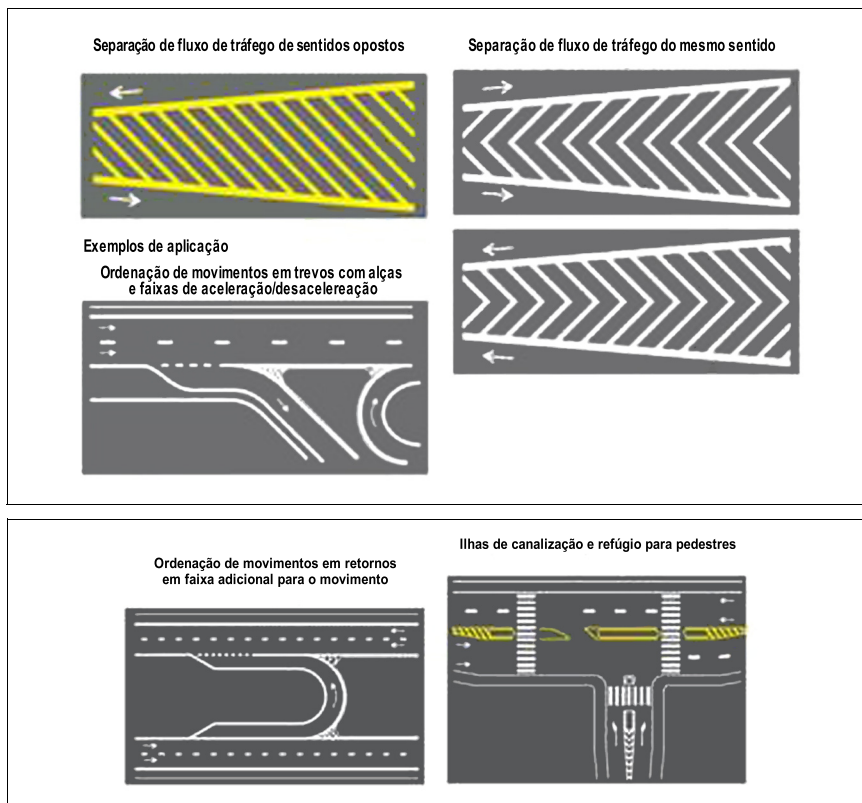 Separação de fluxo de tráfego de sentidos opostos
Separação de fluxo de tráfego do mesmo sentido
Exemplos de aplicação
Ordenação de movimentos em trevos com alças
e faixas de aceleração/desacelereação
Ordenação de movimentos em retornos
em faixa adicional para o movimento
Ilhas de canalização e refúgio para pedestres